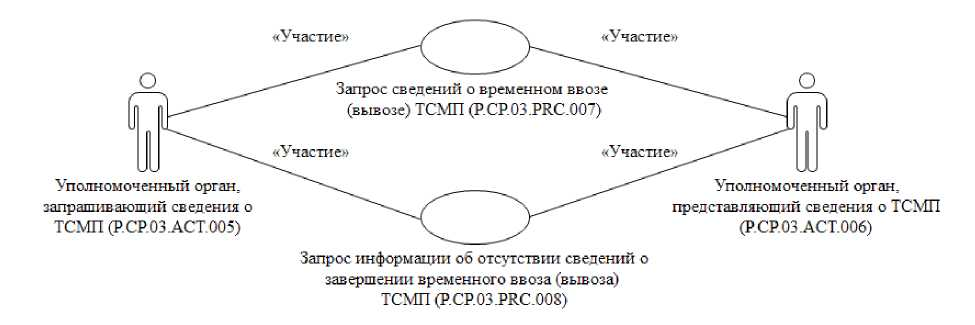 «Участие»
«Участие»
Запрос сведений о временном ввозе
(вывозе) ТСМП (P.CP.03.PRC.007)
«Участие»
«Участие»
Уполномоченный орган,
запрашивающий сведения о
ТСМП (P.CP.03.ACT.005)
Уполномоченный орган,
представляющий сведения о ТСМП
(P.CP.03.ACT.006)
Запрос информации об отсутствии сведений о
завершении временного ввоза (вывоза)
ТСМП (P.CP.03.PRC.008)